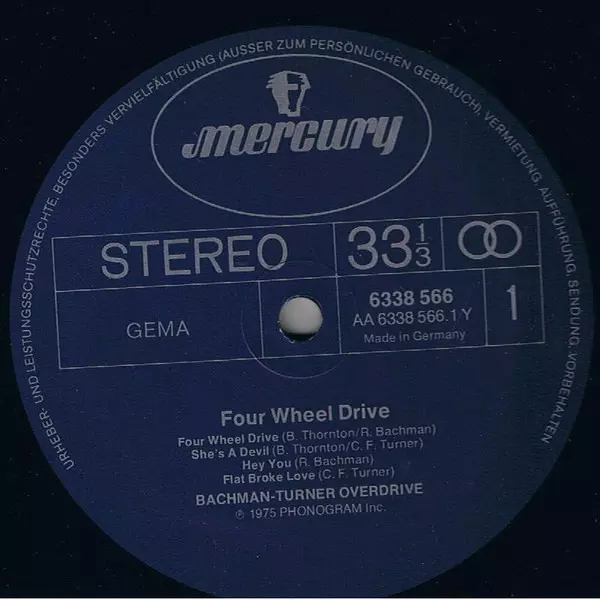 URHEBER- UND LEISTUNGSSCHUTZRECHTE, BESONDERS VERVIELFÄLTIGUNG (AUSSER ZUM PERSÖNLICHEN GEBRAUCH), VERMIETUNG, AUFFÜHRUNG, SENDUNG, VORBEHALTEN
mercury
STEREO
33 1/3
GEMA
6338 566
AA 6338 566.1 Y
Made in Germany
1
Four Wheel Drive
Four Wheel Drive (B. Thornton/R. Bachman)
She's A Devil (B. Thornton/C. F. Turner)
Hey You (R. Bachman)
Flat Broke Love (C. F. Turner)
BACHMAN-TURNER OVERDRIVE
℗ 1975 PHONOGRAM Inc.